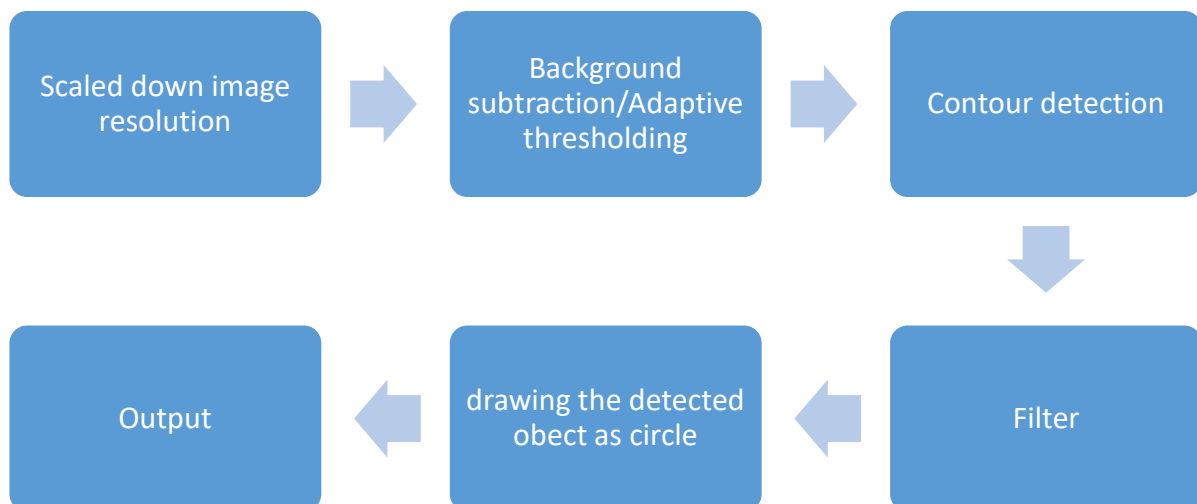 Scaled down image
resolution
Background
subtraction/Adaptive
thresholding
Contour detection
Filter
drawing the detected
obect as circle
Output